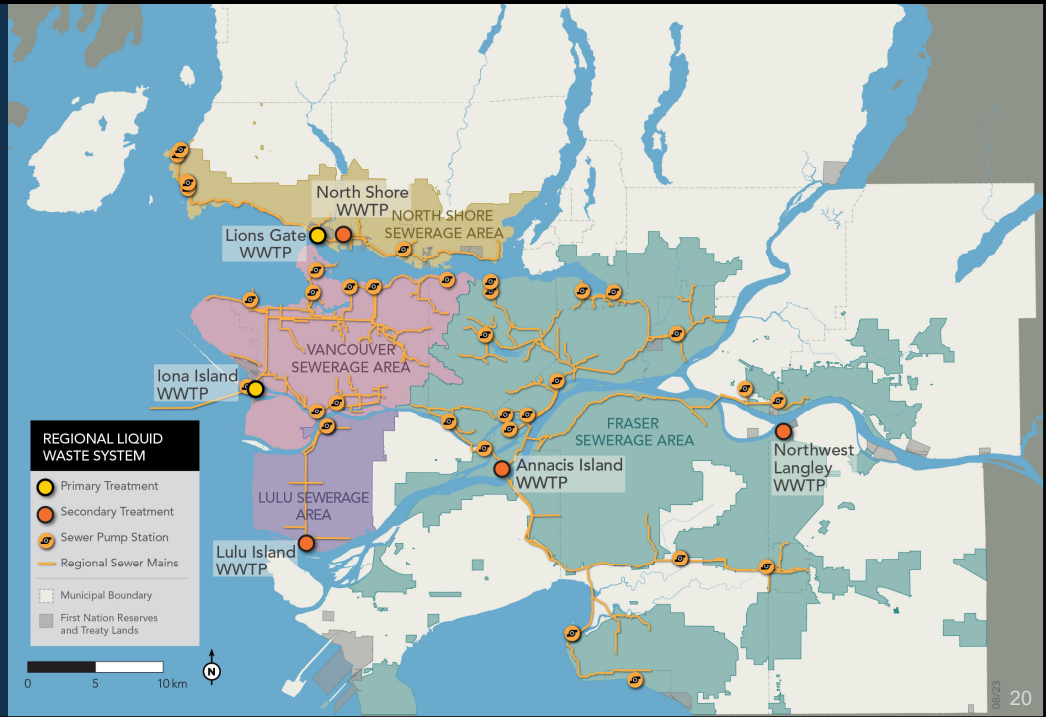 North Shore
WWTP
NORTH SHORE
SEWERAGE AREA
Lions Gate
WWTP
VANCOUVER
SEWERAGE AREA
Iona Island
WWTP
FRASER
SEWERAGE AREA
Annacis Island
WWTP
Northwest
Langley
WWTP
LULU SEWERAGE
AREA
Lulu Island
WWTP
REGIONAL LIQUID
WASTE SYSTEM
Primary Treatment
Secondary Treatment
Sewer Pump Station
Regional Sewer Mains
Municipal Boundary
First Nation Reserves
and Treaty Lands
0 5 10 km
N
08/23
20